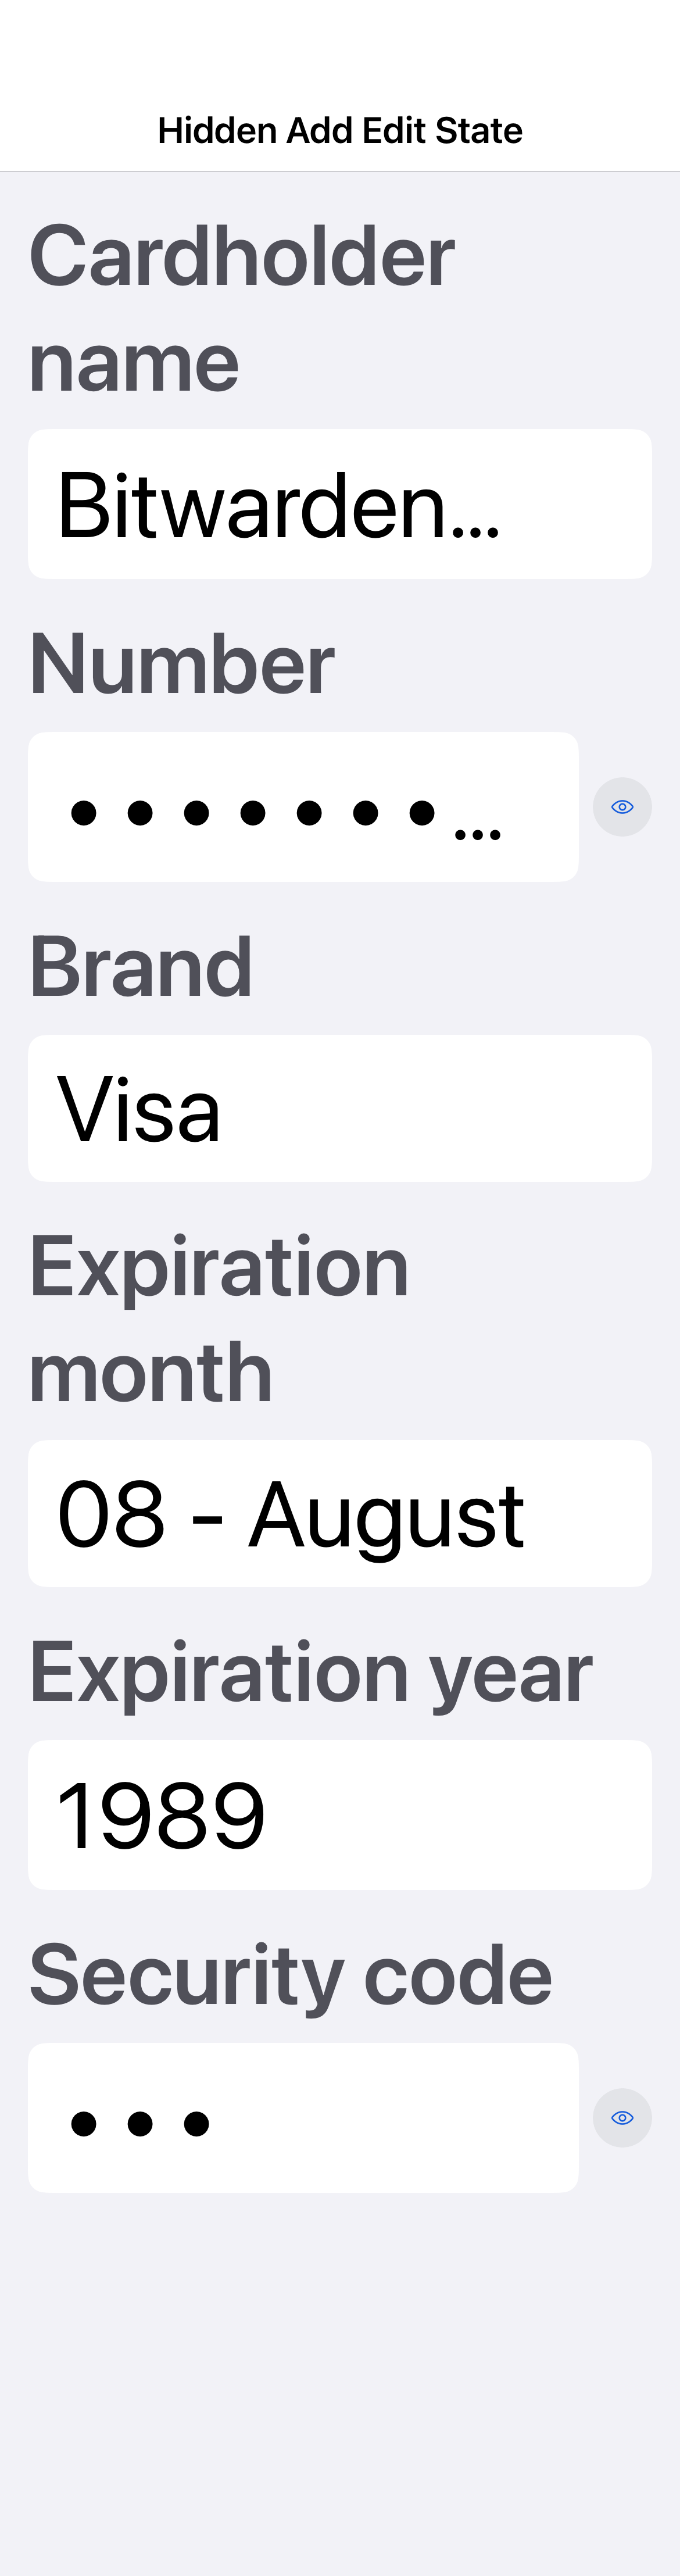 Hidden Add Edit State
Cardholder
name
Bitwarden...
Number
•••••••...
Brand
Visa
Expiration
month
08 - August
Expiration year
1989
Security code
•••